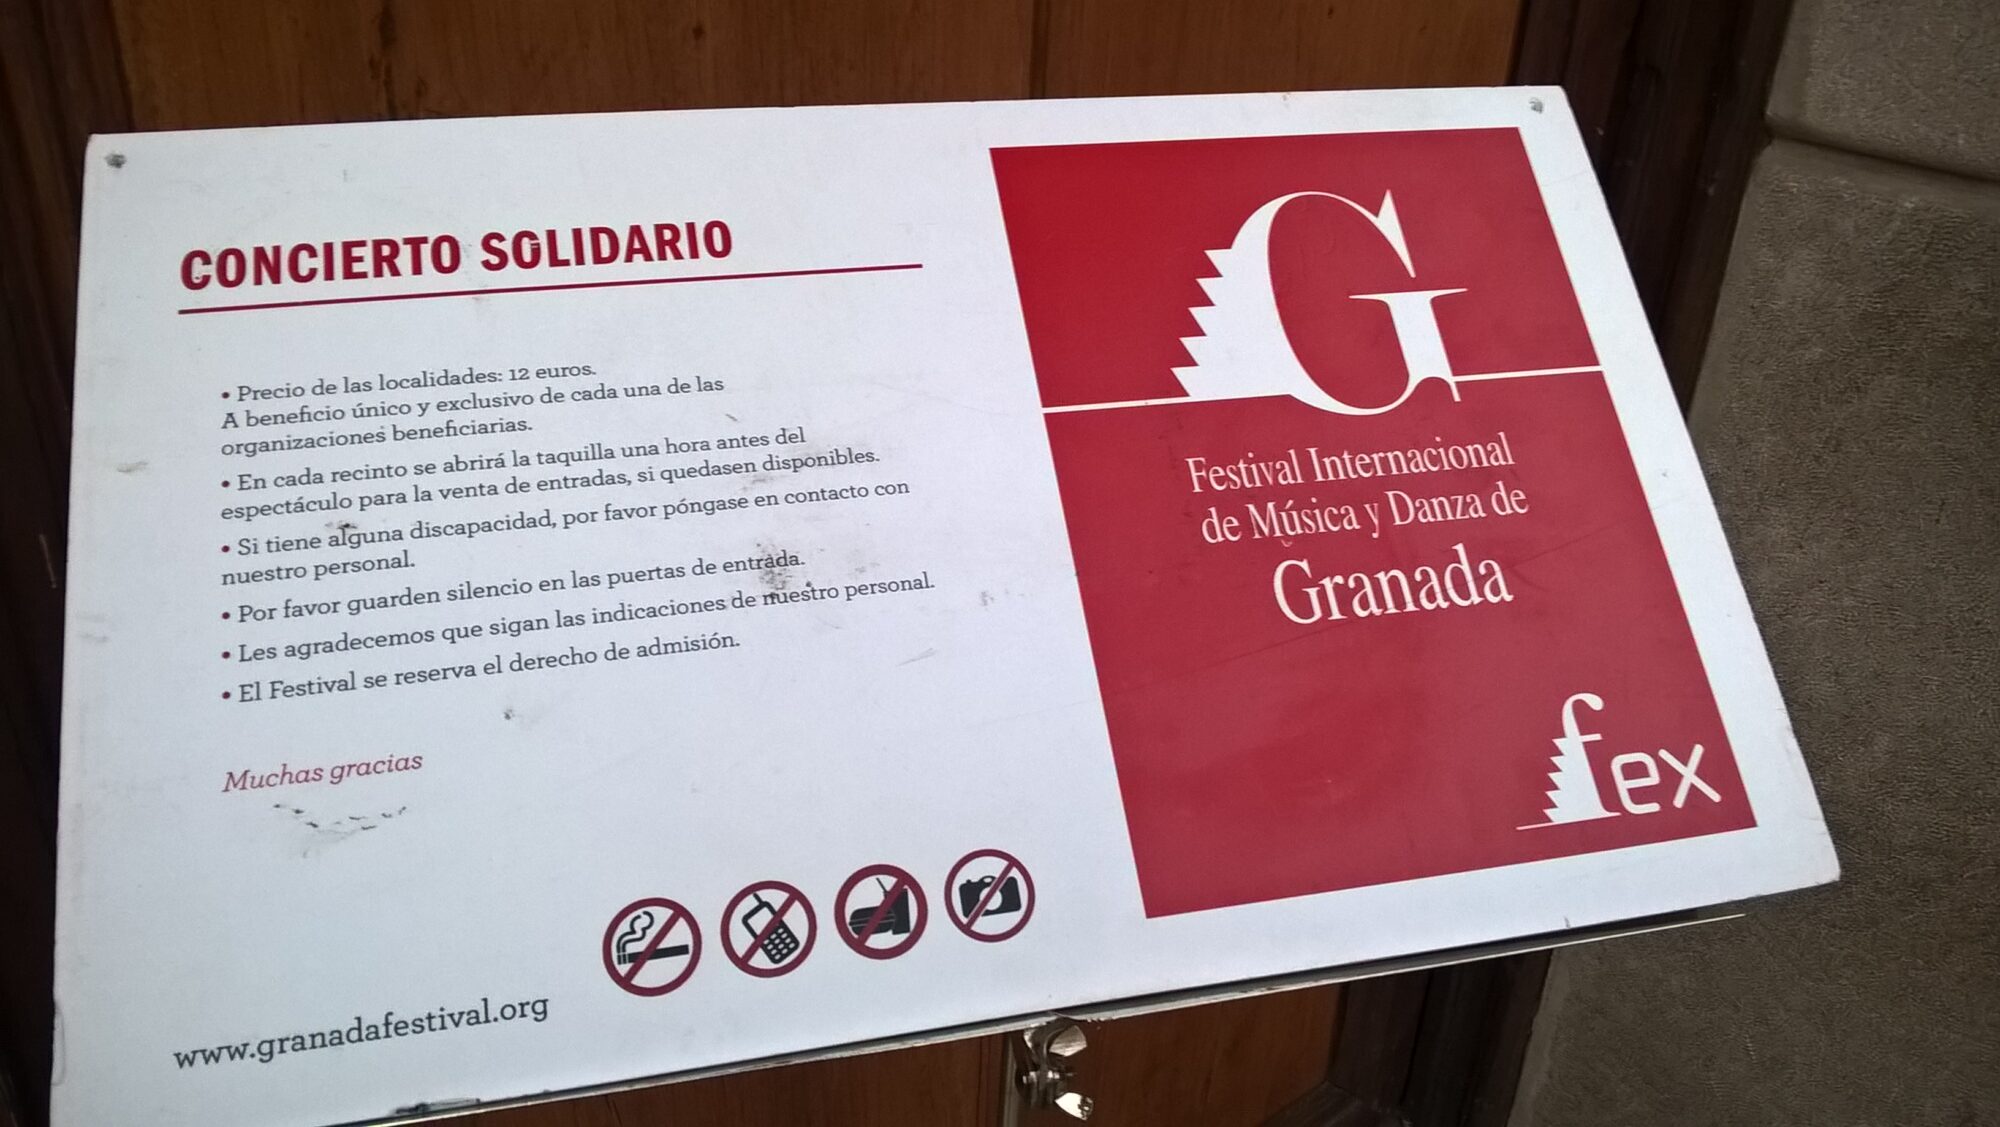 CONCIERTO SOLIDARIO
• Precio de las localidades: 12 euros.
A beneficio único y exclusivo de cada una de las
organizaciones beneficiarias.
• En cada recinto se abrirá la taquilla una hora antes del
espectáculo para la venta de entradas, si quedasen disponibles.
• Si tiene alguna discapacidad, por favor póngase en contacto con
nuestro personal.
• Por favor guarden silencio en las puertas de entrada.
• Les agradecemos que sigan las indicaciones de nuestro personal.
• El Festival se reserva el derecho de admisión.
Muchas gracias
www.granadafestival.org
G
Festival Internacional
de Música y Danza de
Granada
fex